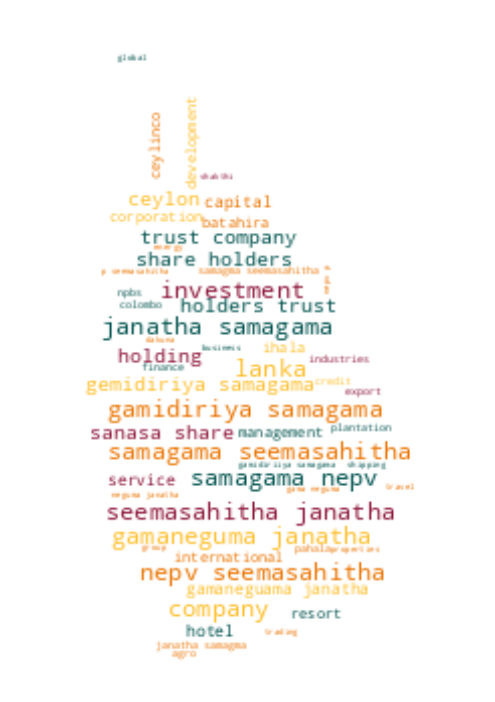 global
ceylinco
development
shakthi
ceylon capital
corporation batahira
trust company
energy
share holders
p seemasahitha samagma seemasahitha
investment
npbs
colombo holders trust
janatha samagama
dakuna
business ihala
holding industries
finance lanka
gemidiriya samagama credit
export
gamidiriya samagama
plantation
sanasa share management
samagama seemasahitha
gamidiriiya samagama shipping
service samagama nepv
gama neguma travel
neguma janatha
seemasahitha janatha
gamaneguma janatha
group pahala properties
international
nepv seemasahitha
gamaneguama janatha
company resort
hotel trading
janatha samagma
agro